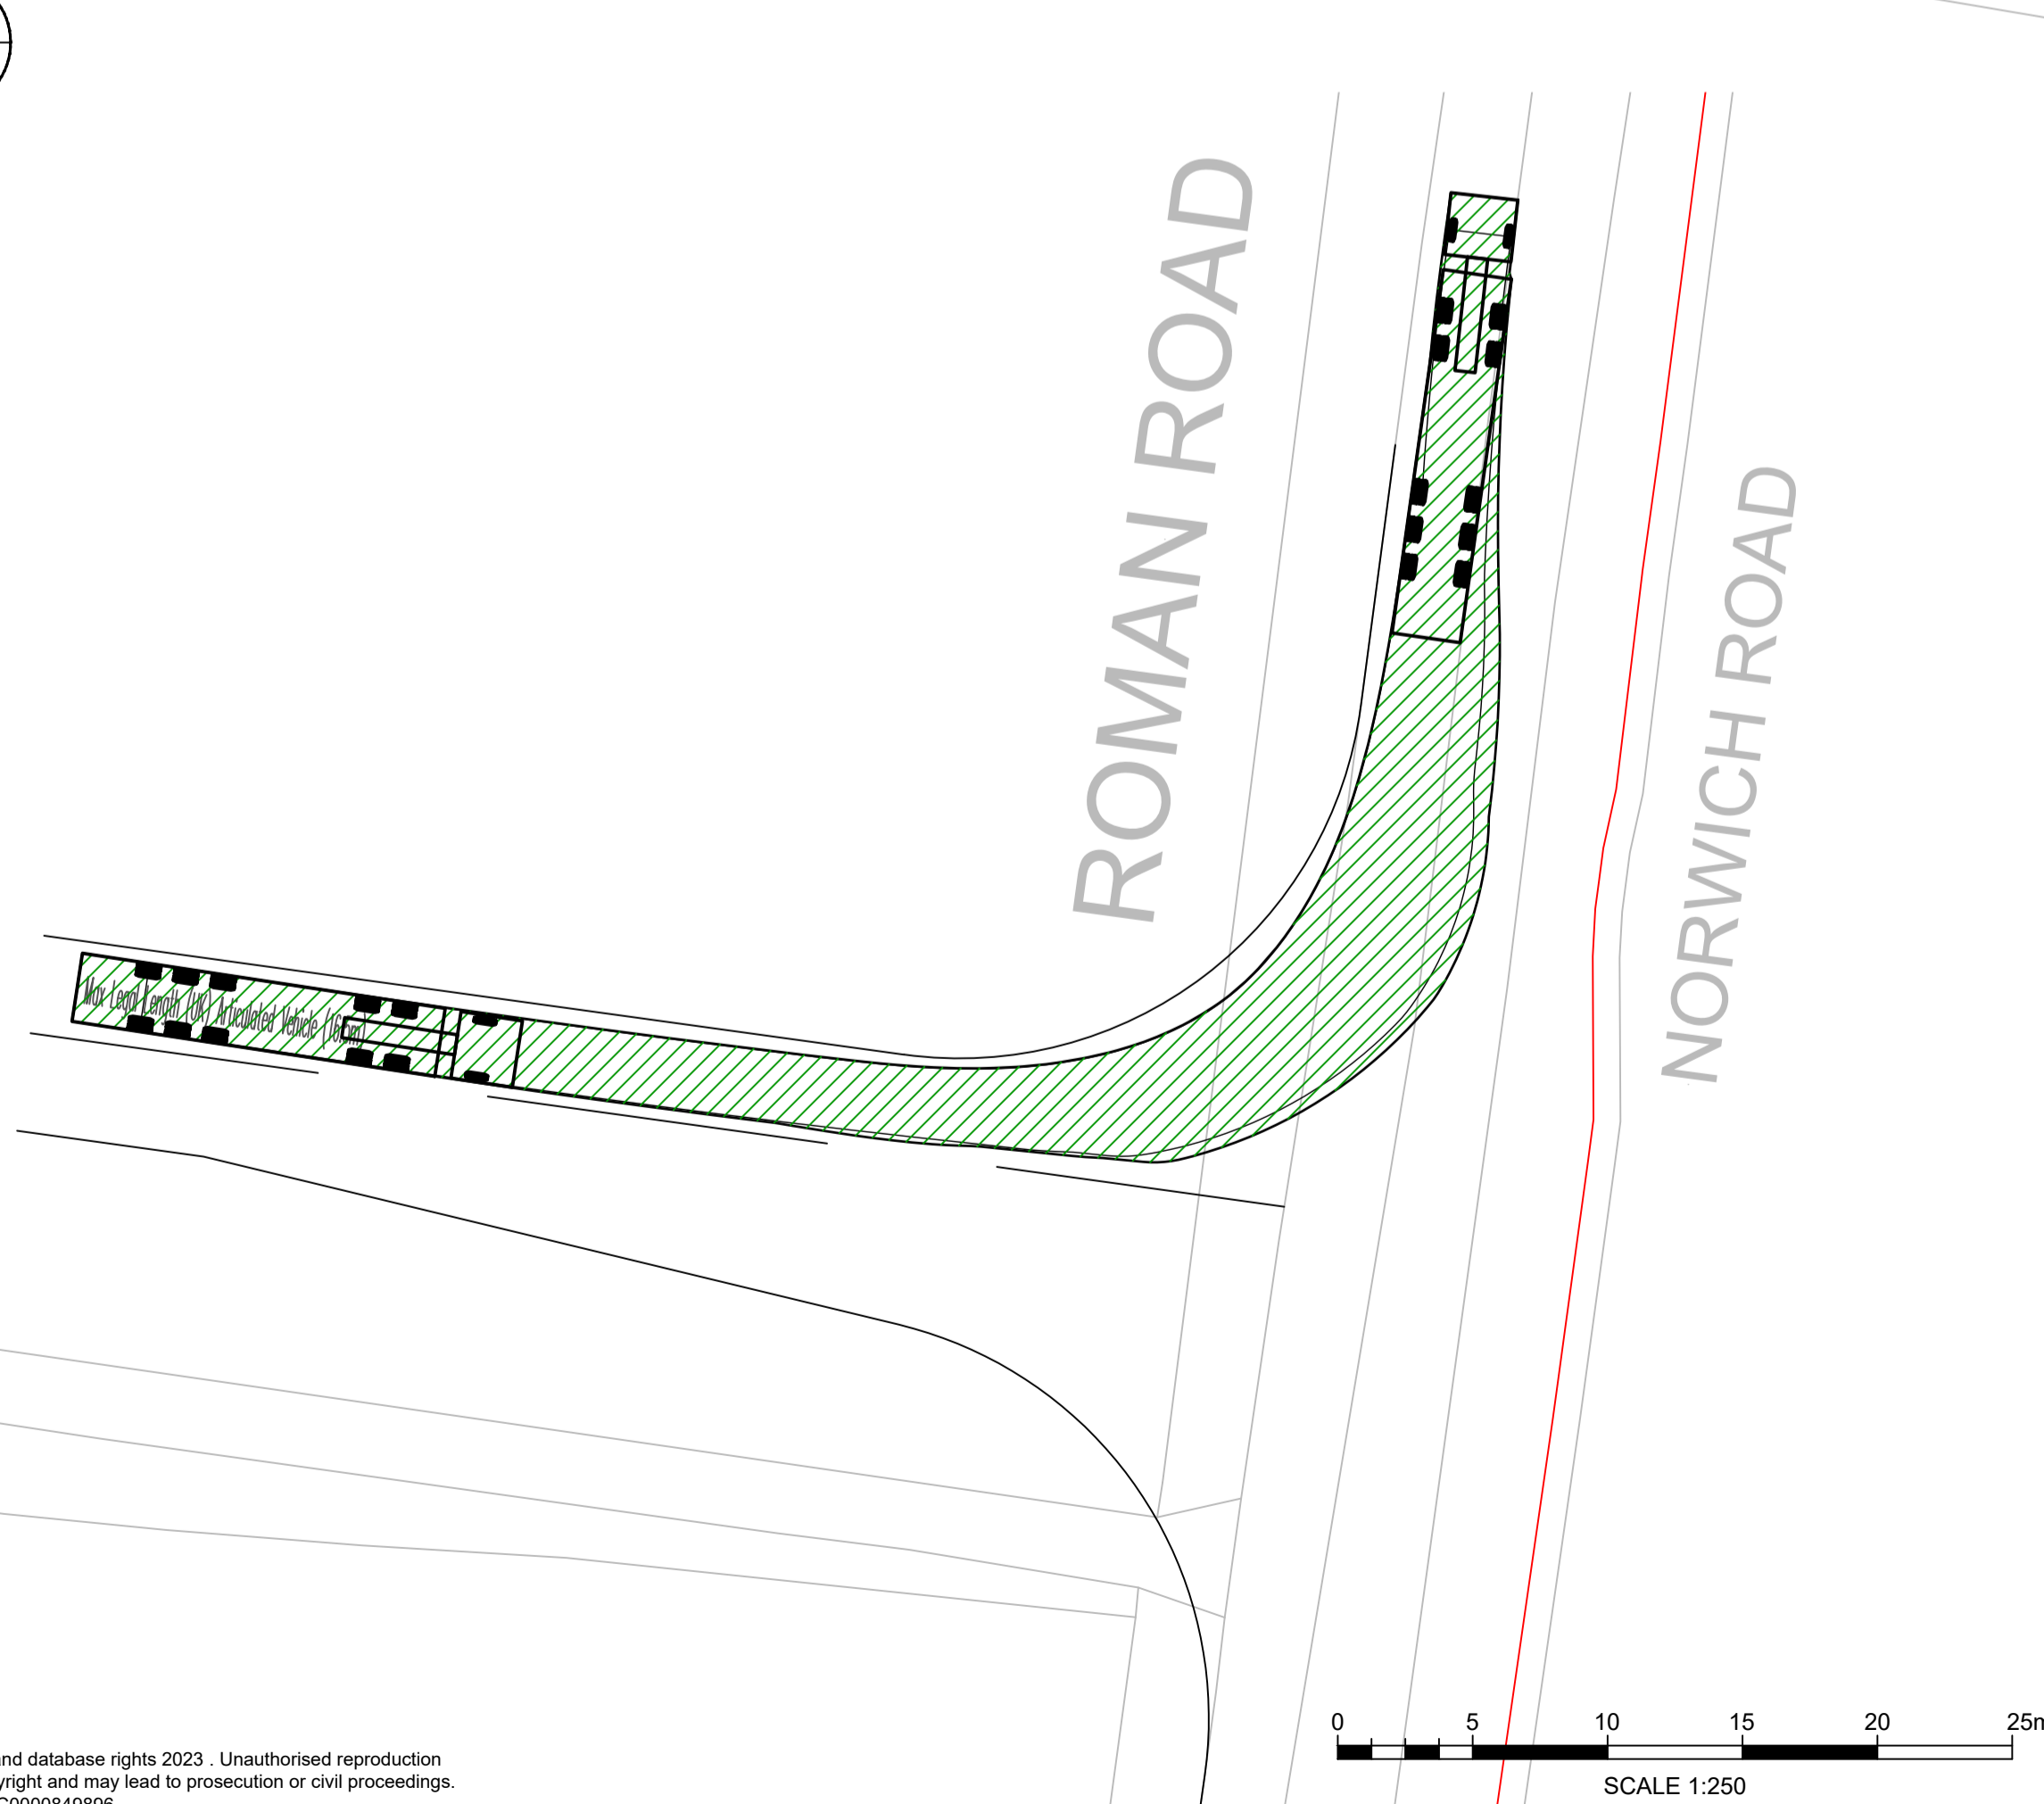 ROMAN ROAD
NORWICH ROAD
Max Legal Length (UK) Articulated Vehicle (16.5m)
0 5 10 15 20 25m
SCALE 1:250
and database rights 2023 . Unauthorised reproduction
yright and may lead to prosecution or civil proceedings.